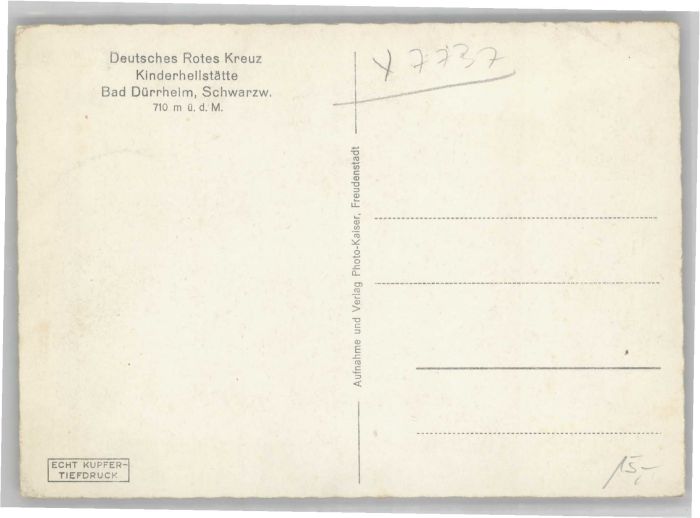 Deutsches Rotes Kreuz
Kinderheilstätte
Bad Dürrheim, Schwarzw.
710 m ü. d. M.
X 7737
Aufnahme und Verlag Photo-Kaiser, Freudenstadt
ECHT KUPFER-
TIEFDRUCK
15,-